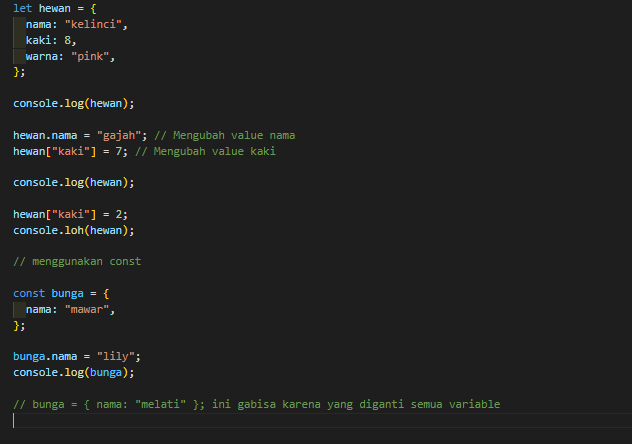 let hewan = {
nama: "kelinci",
kaki: 8,
warna: "pink",
};
console.log(hewan);
hewan.nama = "gajah"; // Mengubah value nama
hewan["kaki"] = 7; // Mengubah value kaki
console.log(hewan);
hewan["kaki"] = 2;
console.loh(hewan);
// menggunakan const
const bunga = {
nama: "mawar",
};
bunga.nama = "lily";
console.log(bunga);
// bunga = { nama: "melati" }; ini gabisa karena yang diganti semua variable